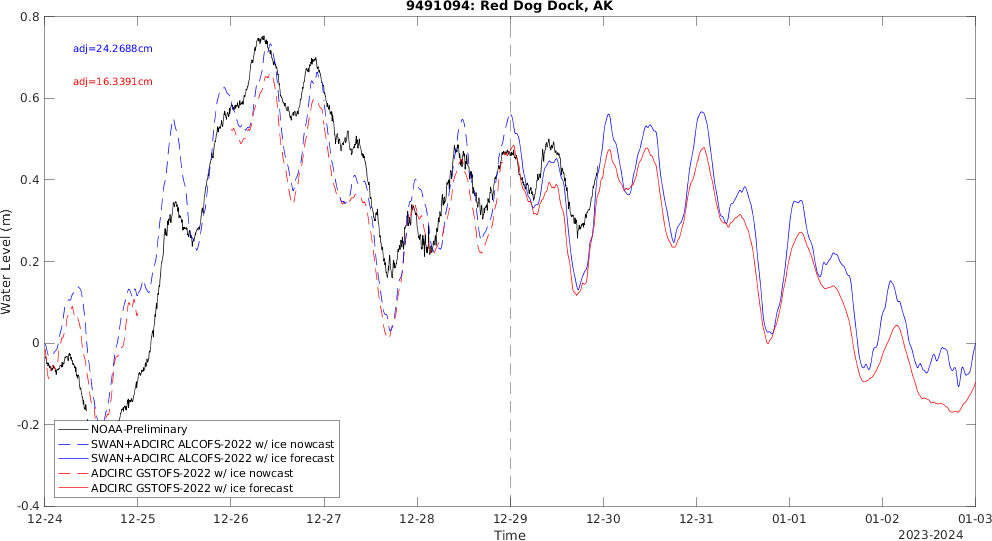 9491094: Red Dog Dock, AK
adj=24.2688cm
adj=16.3391cm
Water Level (m)
0.8
0.6
0.4
0.2
0
-0.2
-0.4
NOAA-Preliminary
SWAN+ADCIRC ALCOFS-2022 w/ ice nowcast
SWAN+ADCIRC ALCOFS-2022 w/ ice forecast
ADCIRC GSTOFS-2022 w/ ice nowcast
ADCIRC GSTOFS-2022 w/ ice forecast
12-24 12-25 12-26 12-27 12-28 12-29 12-30 12-31 01-01 01-02 01-03
Time
2023-2024